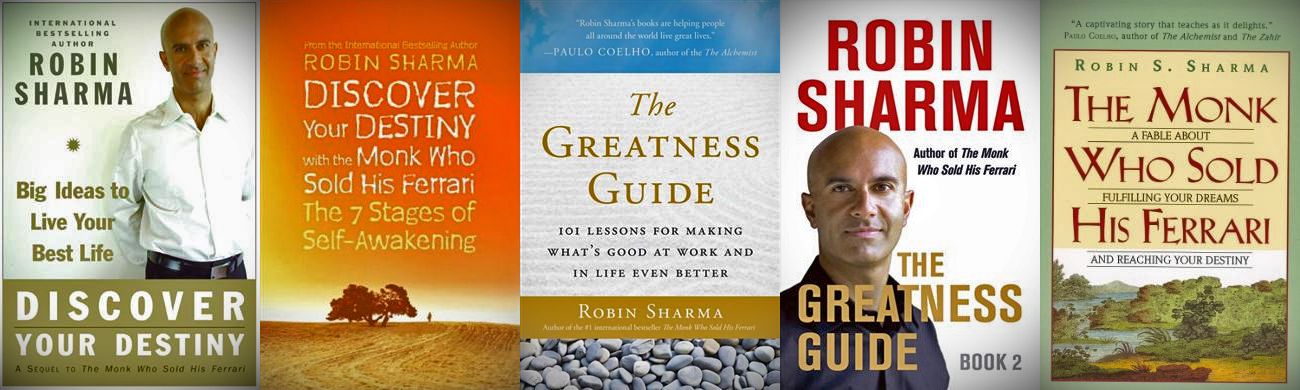 INTERNATIONAL
BESTSELLING
AUTHOR
ROBIN
SHARMA
Big Ideas to
Live Your
Best Life
DISCOVER
YOUR DESTINY
A SEQUEL TO The Monk Who Sold His Ferrari
From the International Bestselling Author
ROBIN SHARMA
DISCOVER
Your DESTINY
with the Monk Who
Sold His Ferrari
The 7 Stages of
Self-Awakening
"Robin Sharma's books are helping people
all around the world live great lives."
—PAULO COELHO, author of the The Alchemist
The
GREATNESS
GUIDE
101 LESSONS FOR MAKING
WHAT'S GOOD AT WORK AND
IN LIFE EVEN BETTER
ROBIN SHARMA
Author of the #1 international bestseller The Monk Who Sold His Ferrari
ROBIN
SHARMA
Author of The Monk
Who Sold His Ferrari
THE
GREATNESS
GUIDE
BOOK 2
"A captivating story that teaches as it delights."
PAULO COELHO, author of The Alchemist and The Zahir
ROBIN S. SHARMA
THE MONK
A FABLE ABOUT
WHO SOLD
FULFILLING YOUR DREAMS
HIS FERRARI
AND REACHING YOUR DESTINY